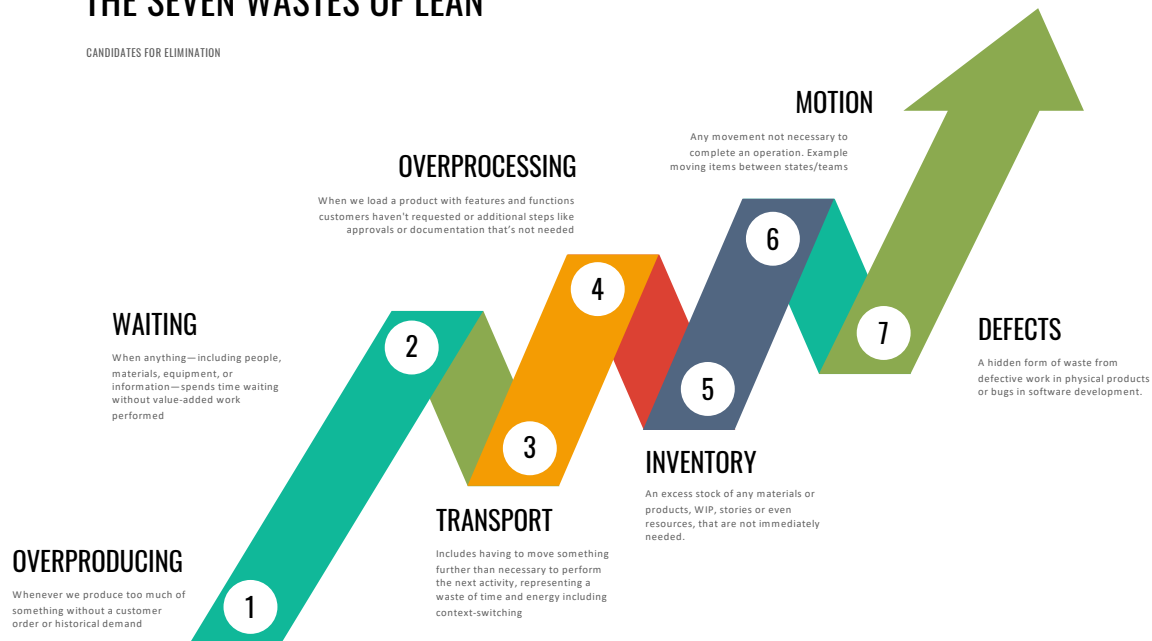 THE SEVEN WASTES OF LEAN
CANDIDATES FOR ELIMINATION
OVERPRODUCING
Whenever we produce too much of
something without a customer
order or historical demand
1
WAITING
When anything—including people,
materials, equipment, or
information—spends time waiting
without value-added work
performed
2
TRANSPORT
Includes having to move something
further than necessary to perform
the next activity, representing a
waste of time and energy including
context-switching
3
OVERPROCESSING
When we load a product with features and functions
customers haven't requested or additional steps like
approvals or documentation that’s not needed
4
INVENTORY
An excess stock of any materials or
products, WIP, stories or even
resources, that are not immediately
needed.
5
MOTION
Any movement not necessary to
complete an operation. Example
moving items between states/teams
6
DEFECTS
A hidden form of waste from
defective work in physical products
or bugs in software development.
7